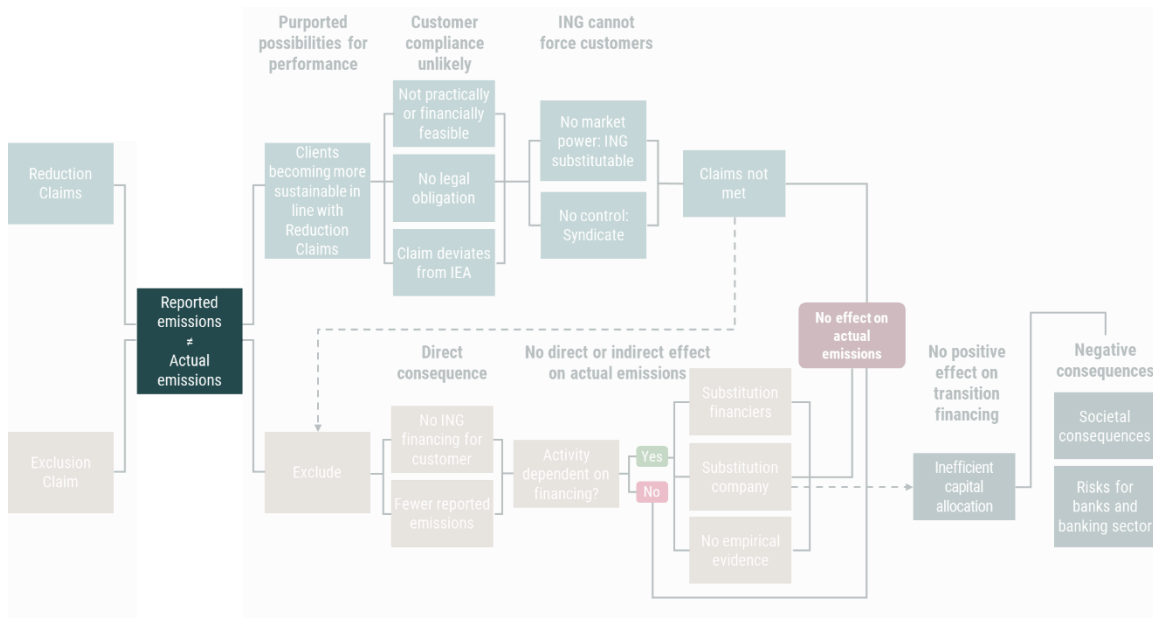 Purported
possibilities for
performance
Customer
compliance
unlikely
ING cannot
force customers
Reduction
Claims
Clients
becoming more
sustainable in
line with
Reduction
Claims
Not practically
or financially
feasible
No legal
obligation
Claim deviates
from IEA
No market
power: ING
substitutable
No control:
Syndicate
Claims not
met
Reported
emissions
≠
Actual
emissions
No effect on
actual
emissions
Direct
consequence
No direct or indirect effect
on actual emissions
No positive
effect on
transition
financing
Negative
consequences
Exclusion
Claim
Exclude
No ING
financing for
customer
Fewer reported
emissions
Activity
dependent on
financing?
Yes
No
Substitution
financiers
Substitution
company
No empirical
evidence
Inefficient
capital
allocation
Societal
consequences
Risks for
banks and
banking sector